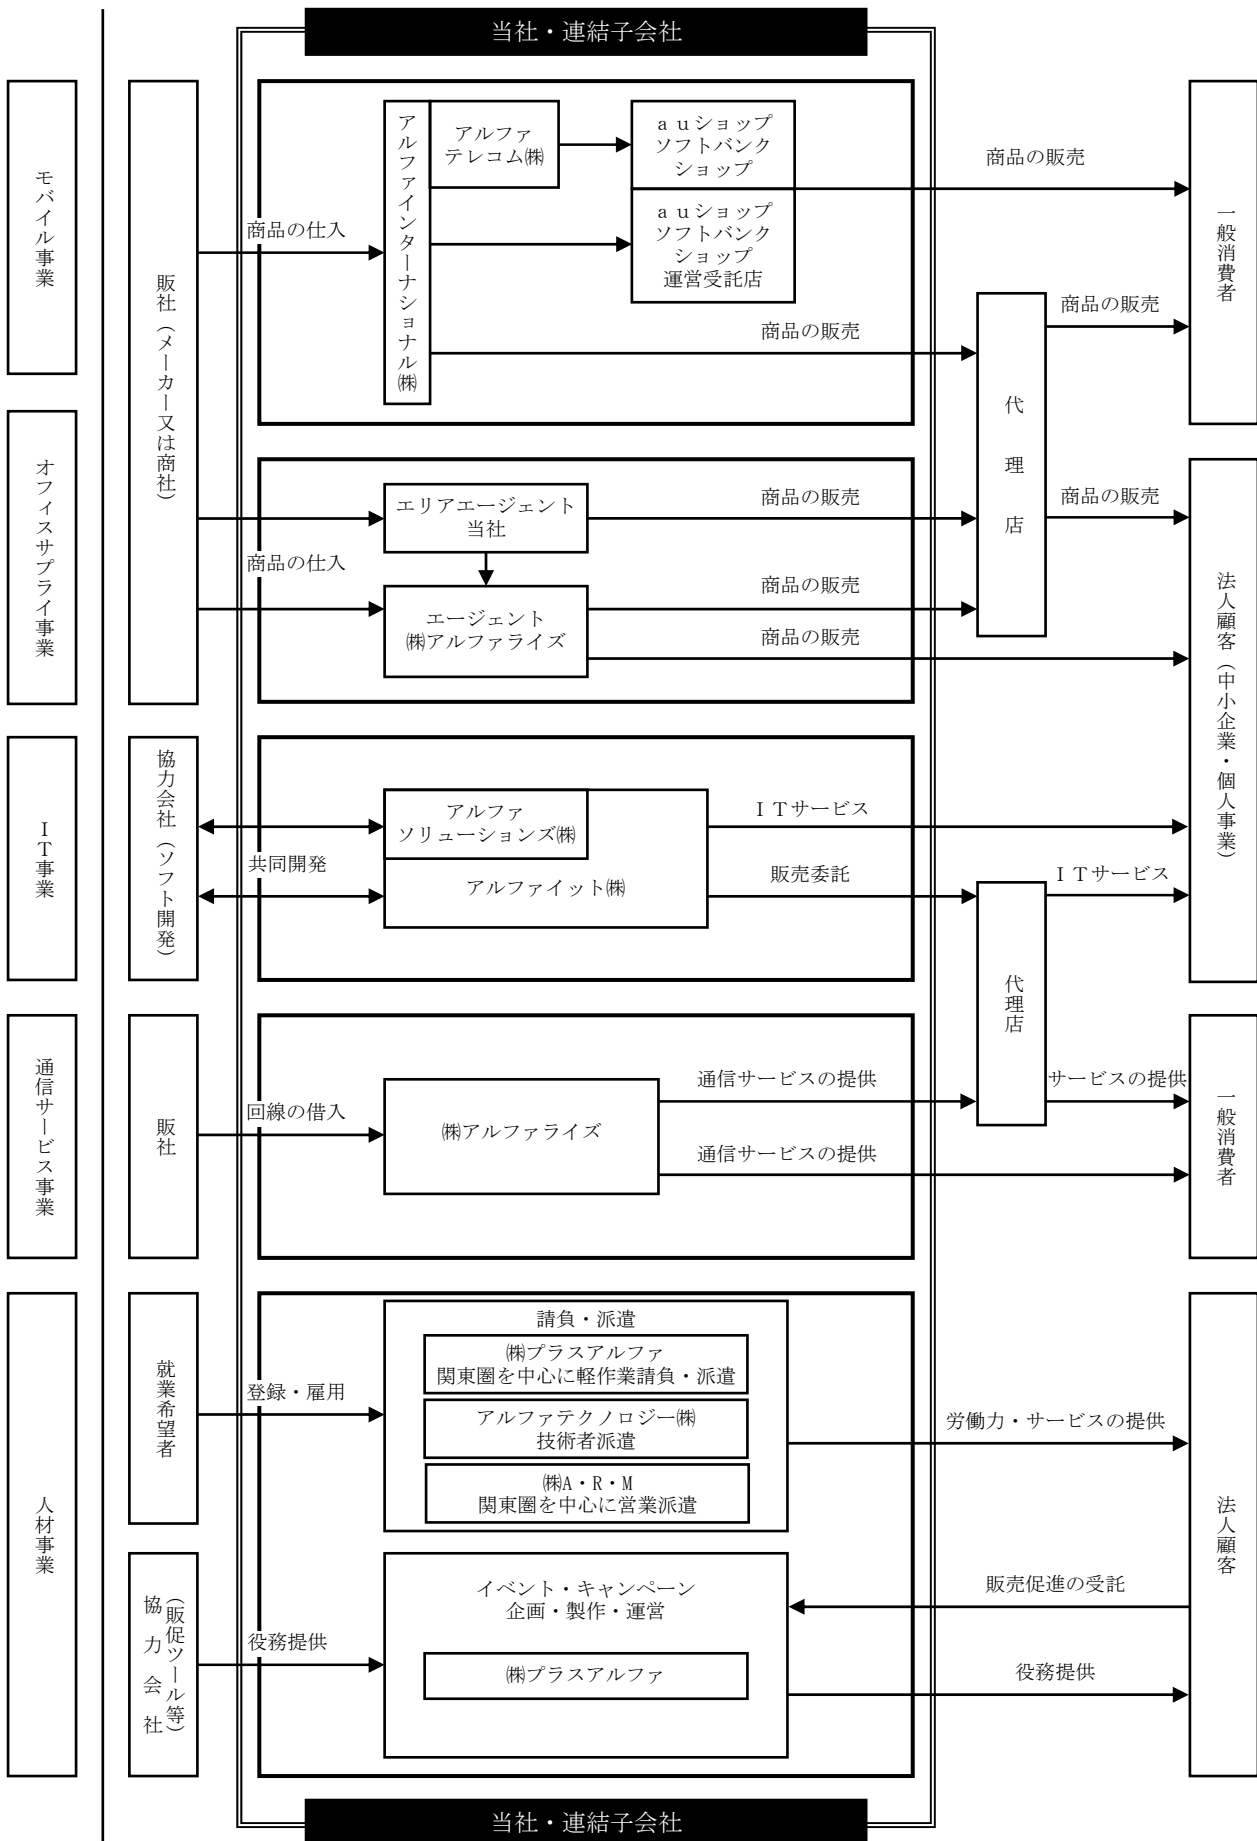 当社・連結子会社
モバイル事業
販社（メーカー又は商社）
商品の仕入
アルファインターナショナル㈱
アルファ
テレコム㈱
ａｕショップ
ソフトバンク
ショップ
ａｕショップ
ソフトバンク
ショップ
運営受託店
商品の販売
商品の販売
代理店
商品の販売
一般消費者
オフィスサプライ事業
商品の仕入
エリアエージェント
当社
エージェント
㈱アルファライズ
商品の販売
商品の販売
商品の販売
商品の販売
法人顧客（中小企業・個人事業）
ＩＴ事業
協力会社（ソフト開発）
共同開発
アルファ
ソリューションズ㈱
アルファイット㈱
ＩＴサービス
販売委託
代理店
ＩＴサービス
通信サービス事業
販社
回線の借入
㈱アルファライズ
通信サービスの提供
通信サービスの提供
サービスの提供
一般消費者
人材事業
就業希望者
登録・雇用
請負・派遣
㈱プラスアルファ
関東圏を中心に軽作業請負・派遣
アルファテクノロジー㈱
技術者派遣
㈱A・R・M
関東圏を中心に営業派遣
労働力・サービスの提供
法人顧客
協力会社
（販促ツール等）
役務提供
イベント・キャンペーン
企画・製作・運営
㈱プラスアルファ
販売促進の受託
役務提供
当社・連結子会社